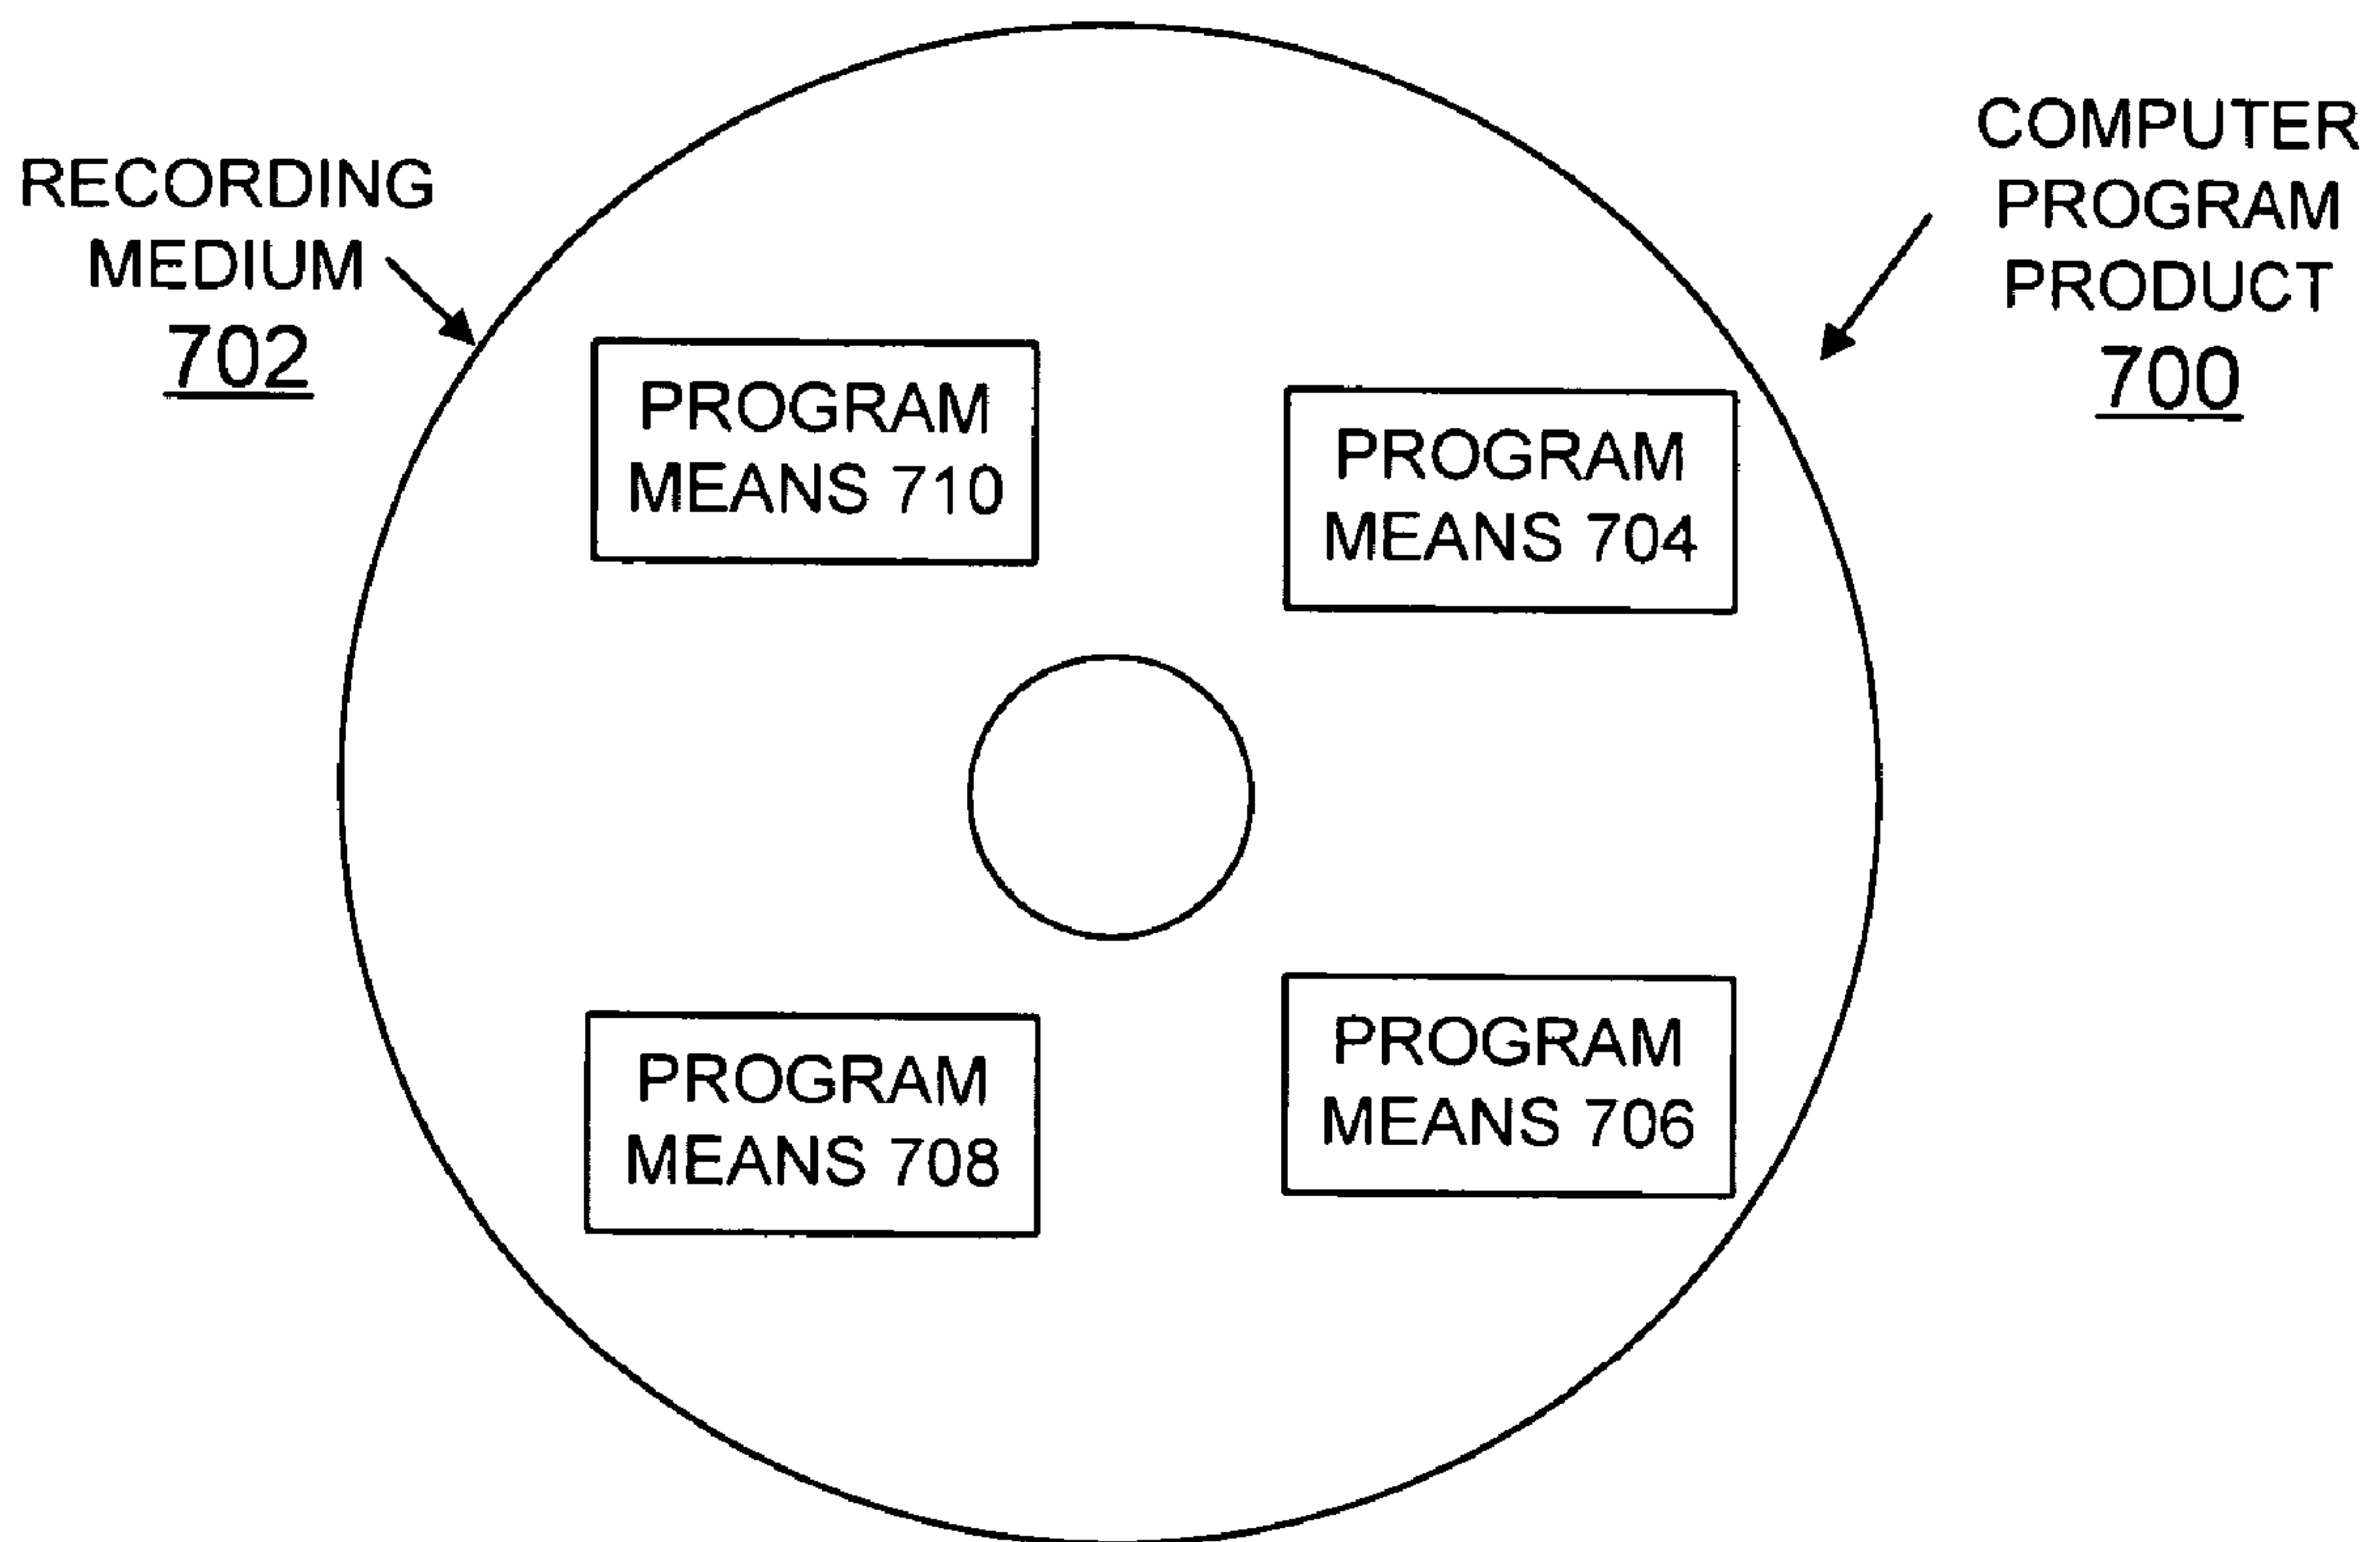 RECORDING
MEDIUM
702
COMPUTER
PROGRAM
PRODUCT
700
PROGRAM
MEANS 710
PROGRAM
MEANS 704
PROGRAM
MEANS 708
PROGRAM
MEANS 706